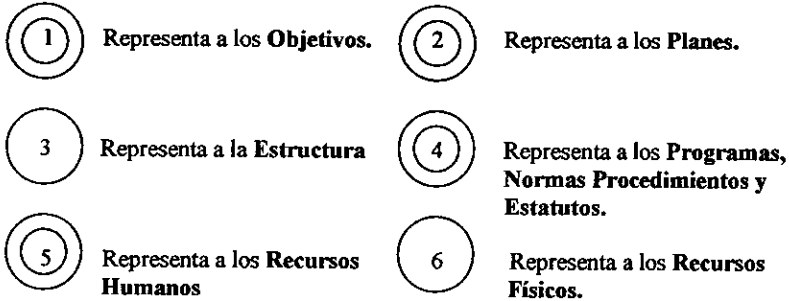 1 Representa a los Objetivos.
2 Representa a los Planes.
3 Representa a la Estructura
4 Representa a los Programas,
Normas Procedimientos y
Estatutos.
5 Representa a los Recursos
Humanos
6 Representa a los Recursos
Físicos.